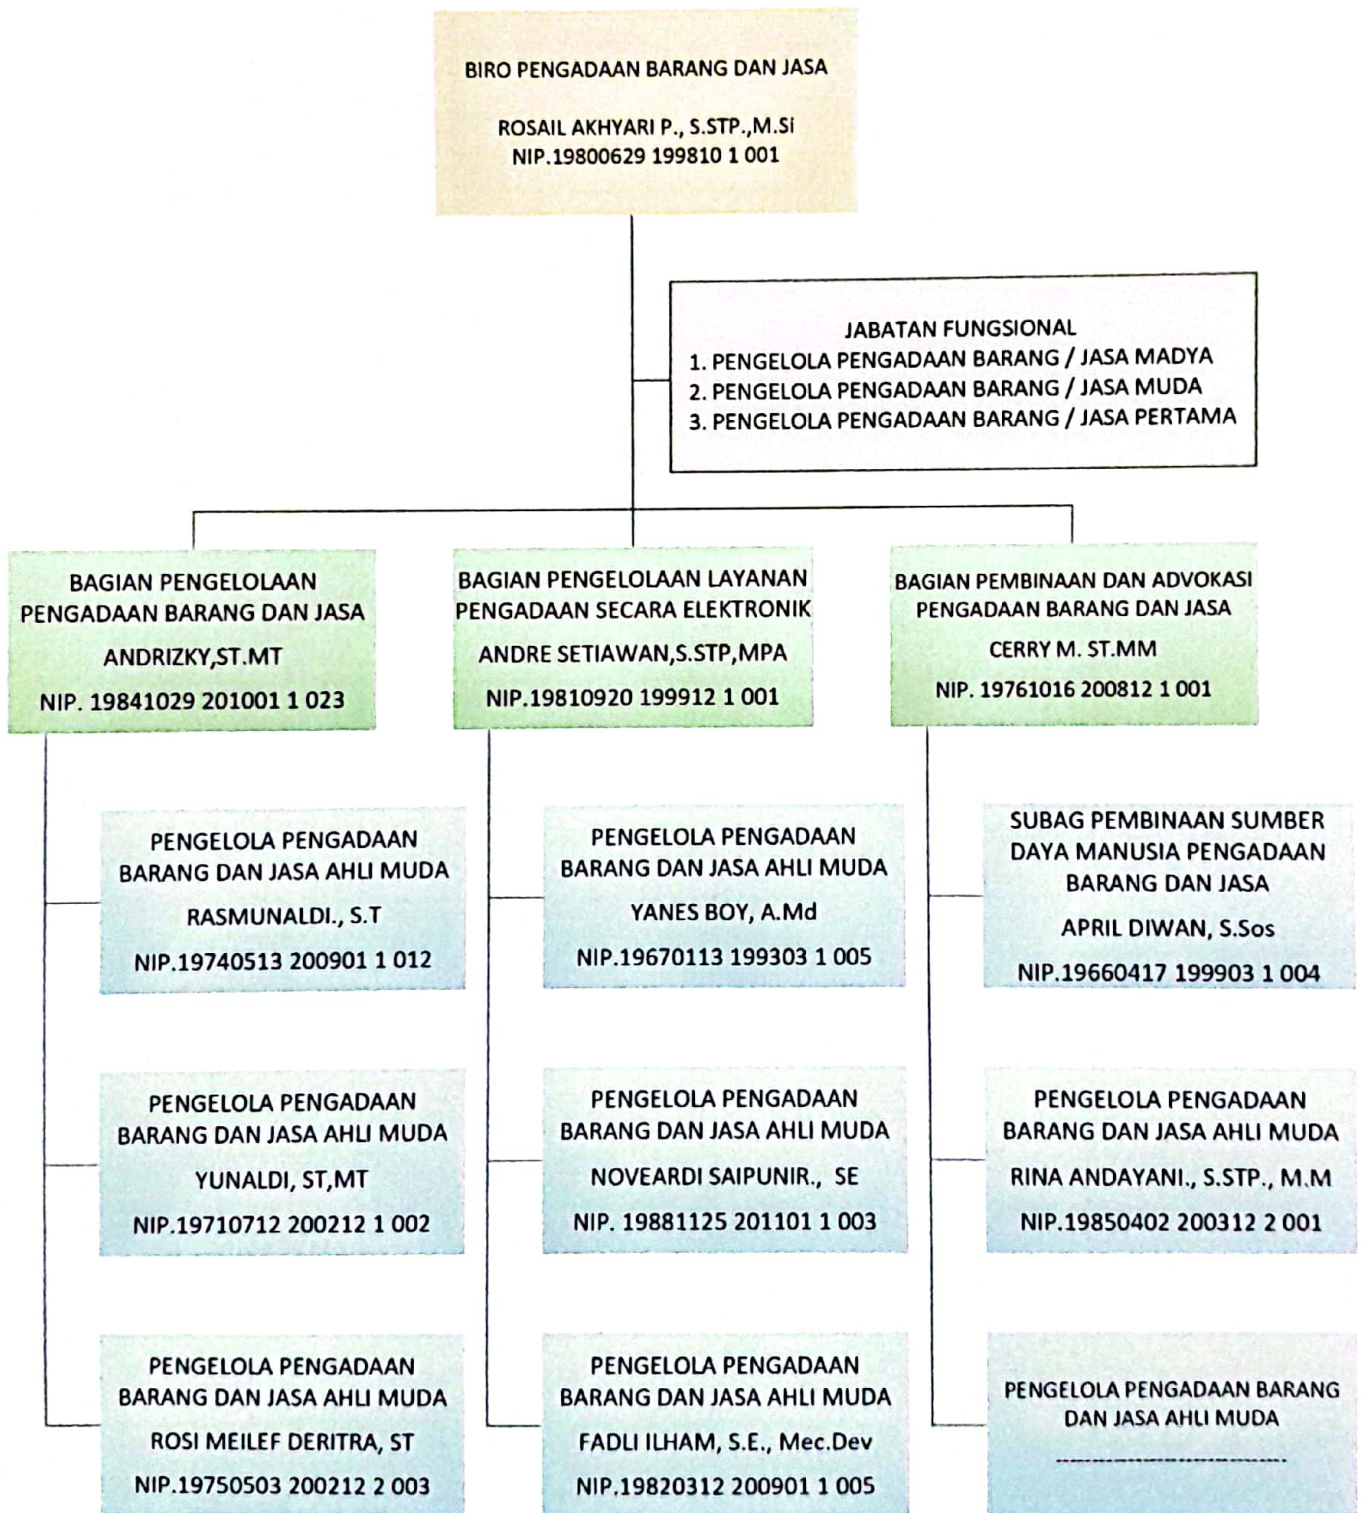 BIRO PENGADAAN BARANG DAN JASA
ROSAIL AKHYARI P., S.STP.,M.Si
NIP.19800629 199810 1 001
JABATAN FUNGSIONAL
1. PENGELOLA PENGADAAN BARANG / JASA MADYA
2. PENGELOLA PENGADAAN BARANG / JASA MUDA
3. PENGELOLA PENGADAAN BARANG / JASA PERTAMA
BAGIAN PENGELOLAAN
PENGADAAN BARANG DAN JASA
ANDRIZKY,ST.MT
NIP. 19841029 201001 1 023
BAGIAN PENGELOLAAN LAYANAN
PENGADAAN SECARA ELEKTRONIK
ANDRE SETIAWAN,S.STP,MPA
NIP.19810920 199912 1 001
BAGIAN PEMBINAAN DAN ADVOKASI
PENGADAAN BARANG DAN JASA
CERRY M. ST.MM
NIP. 19761016 200812 1 001
PENGELOLA PENGADAAN
BARANG DAN JASA AHLI MUDA
RASMUNALDI., S.T
NIP.19740513 200901 1 012
PENGELOLA PENGADAAN
BARANG DAN JASA AHLI MUDA
YANES BOY, A.Md
NIP.19670113 199303 1 005
SUBAG PEMBINAAN SUMBER
DAYA MANUSIA PENGADAAN
BARANG DAN JASA
APRIL DIWAN, S.Sos
NIP.19660417 199903 1 004
PENGELOLA PENGADAAN
BARANG DAN JASA AHLI MUDA
YUNALDI, ST,MT
NIP.19710712 200212 1 002
PENGELOLA PENGADAAN
BARANG DAN JASA AHLI MUDA
NOVEARDI SAIPUNIR., SE
NIP. 19881125 201101 1 003
PENGELOLA PENGADAAN
BARANG DAN JASA AHLI MUDA
RINA ANDAYANI., S.STP., M.M
NIP.19850402 200312 2 001
PENGELOLA PENGADAAN
BARANG DAN JASA AHLI MUDA
ROSI MEILEF DERITRA, ST
NIP.19750503 200212 2 003
PENGELOLA PENGADAAN
BARANG DAN JASA AHLI MUDA
FADLI ILHAM, S.E., Mec.Dev
NIP.19820312 200901 1 005
PENGELOLA PENGADAAN BARANG
DAN JASA AHLI MUDA
----------------------------